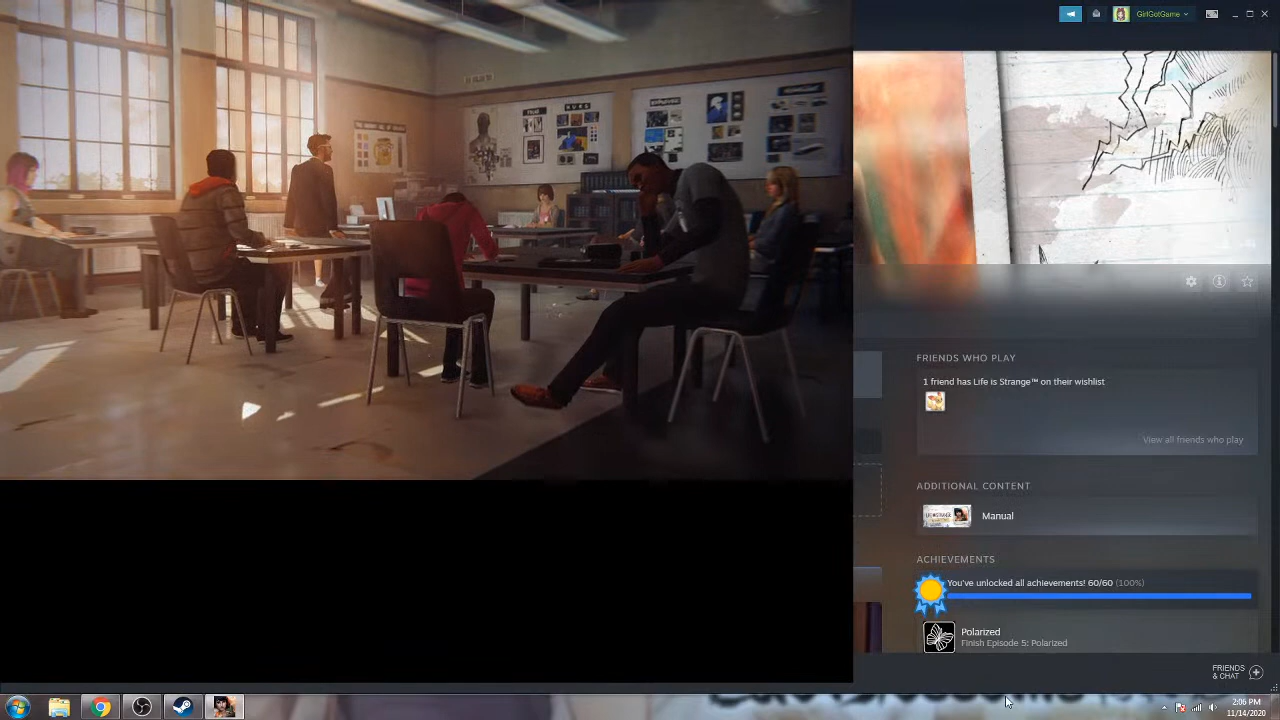 GirlGotGame
FRIENDS WHO PLAY
1 friend has Life is Strange™ on their wishlist
View all friends who play
ADDITIONAL CONTENT
Manual
ACHIEVEMENTS
You've unlocked all achievements! 60/60 (100%)
Polarized
Finish Episode 5: Polarized
FRIENDS
& CHAT
2:06 PM
11/14/2020